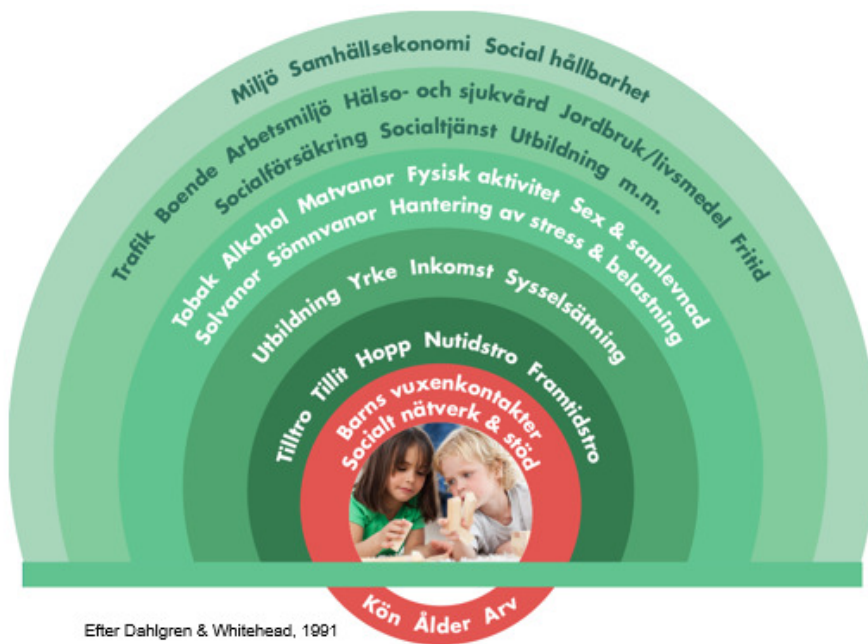 Miljö Samhällsekonomi Social hållbarhet
Trafik Boende Arbetsmiljö Hälso- och sjukvård Jordbruk/livsmedel Fritid
Socialförsäkring Socialtjänst Utbildning m.m.
Tobak Alkohol Matvanor Fysisk aktivitet Sex & samlevnad
Solvanor Sömnvanor Hantering av stress & belastning
Utbildning Yrke Inkomst Sysselsättning
Tilltro Tillit Hopp Nutidstro Framtidstro
Barns vuxenkontakter
Socialt nätverk & stöd
Kön Ålder Arv
Efter Dahlgren & Whitehead, 1991